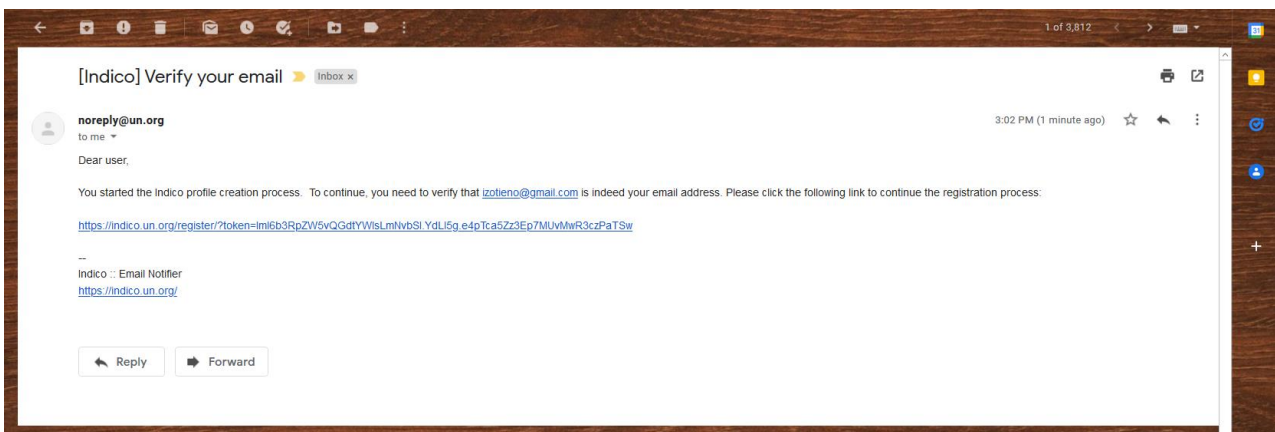 1 of 3,812
31
[Indico] Verify your email
Inbox x
noreply@un.org
3:02 PM (1 minute ago)
to me
Dear user,
You started the Indico profile creation process. To continue, you need to verify that izotieno@gmail.com is indeed your email address. Please click the following link to continue the registration process:
https://indico.un.org/register/?token=ImI6b3RpZW5vQGdtYWlsLmNvbSI.YdLI5g.e4pTca5Zz3Ep7MUvMwR3czPaTSw
--
Indico :: Email Notifier
https://indico.un.org/
Reply
Forward